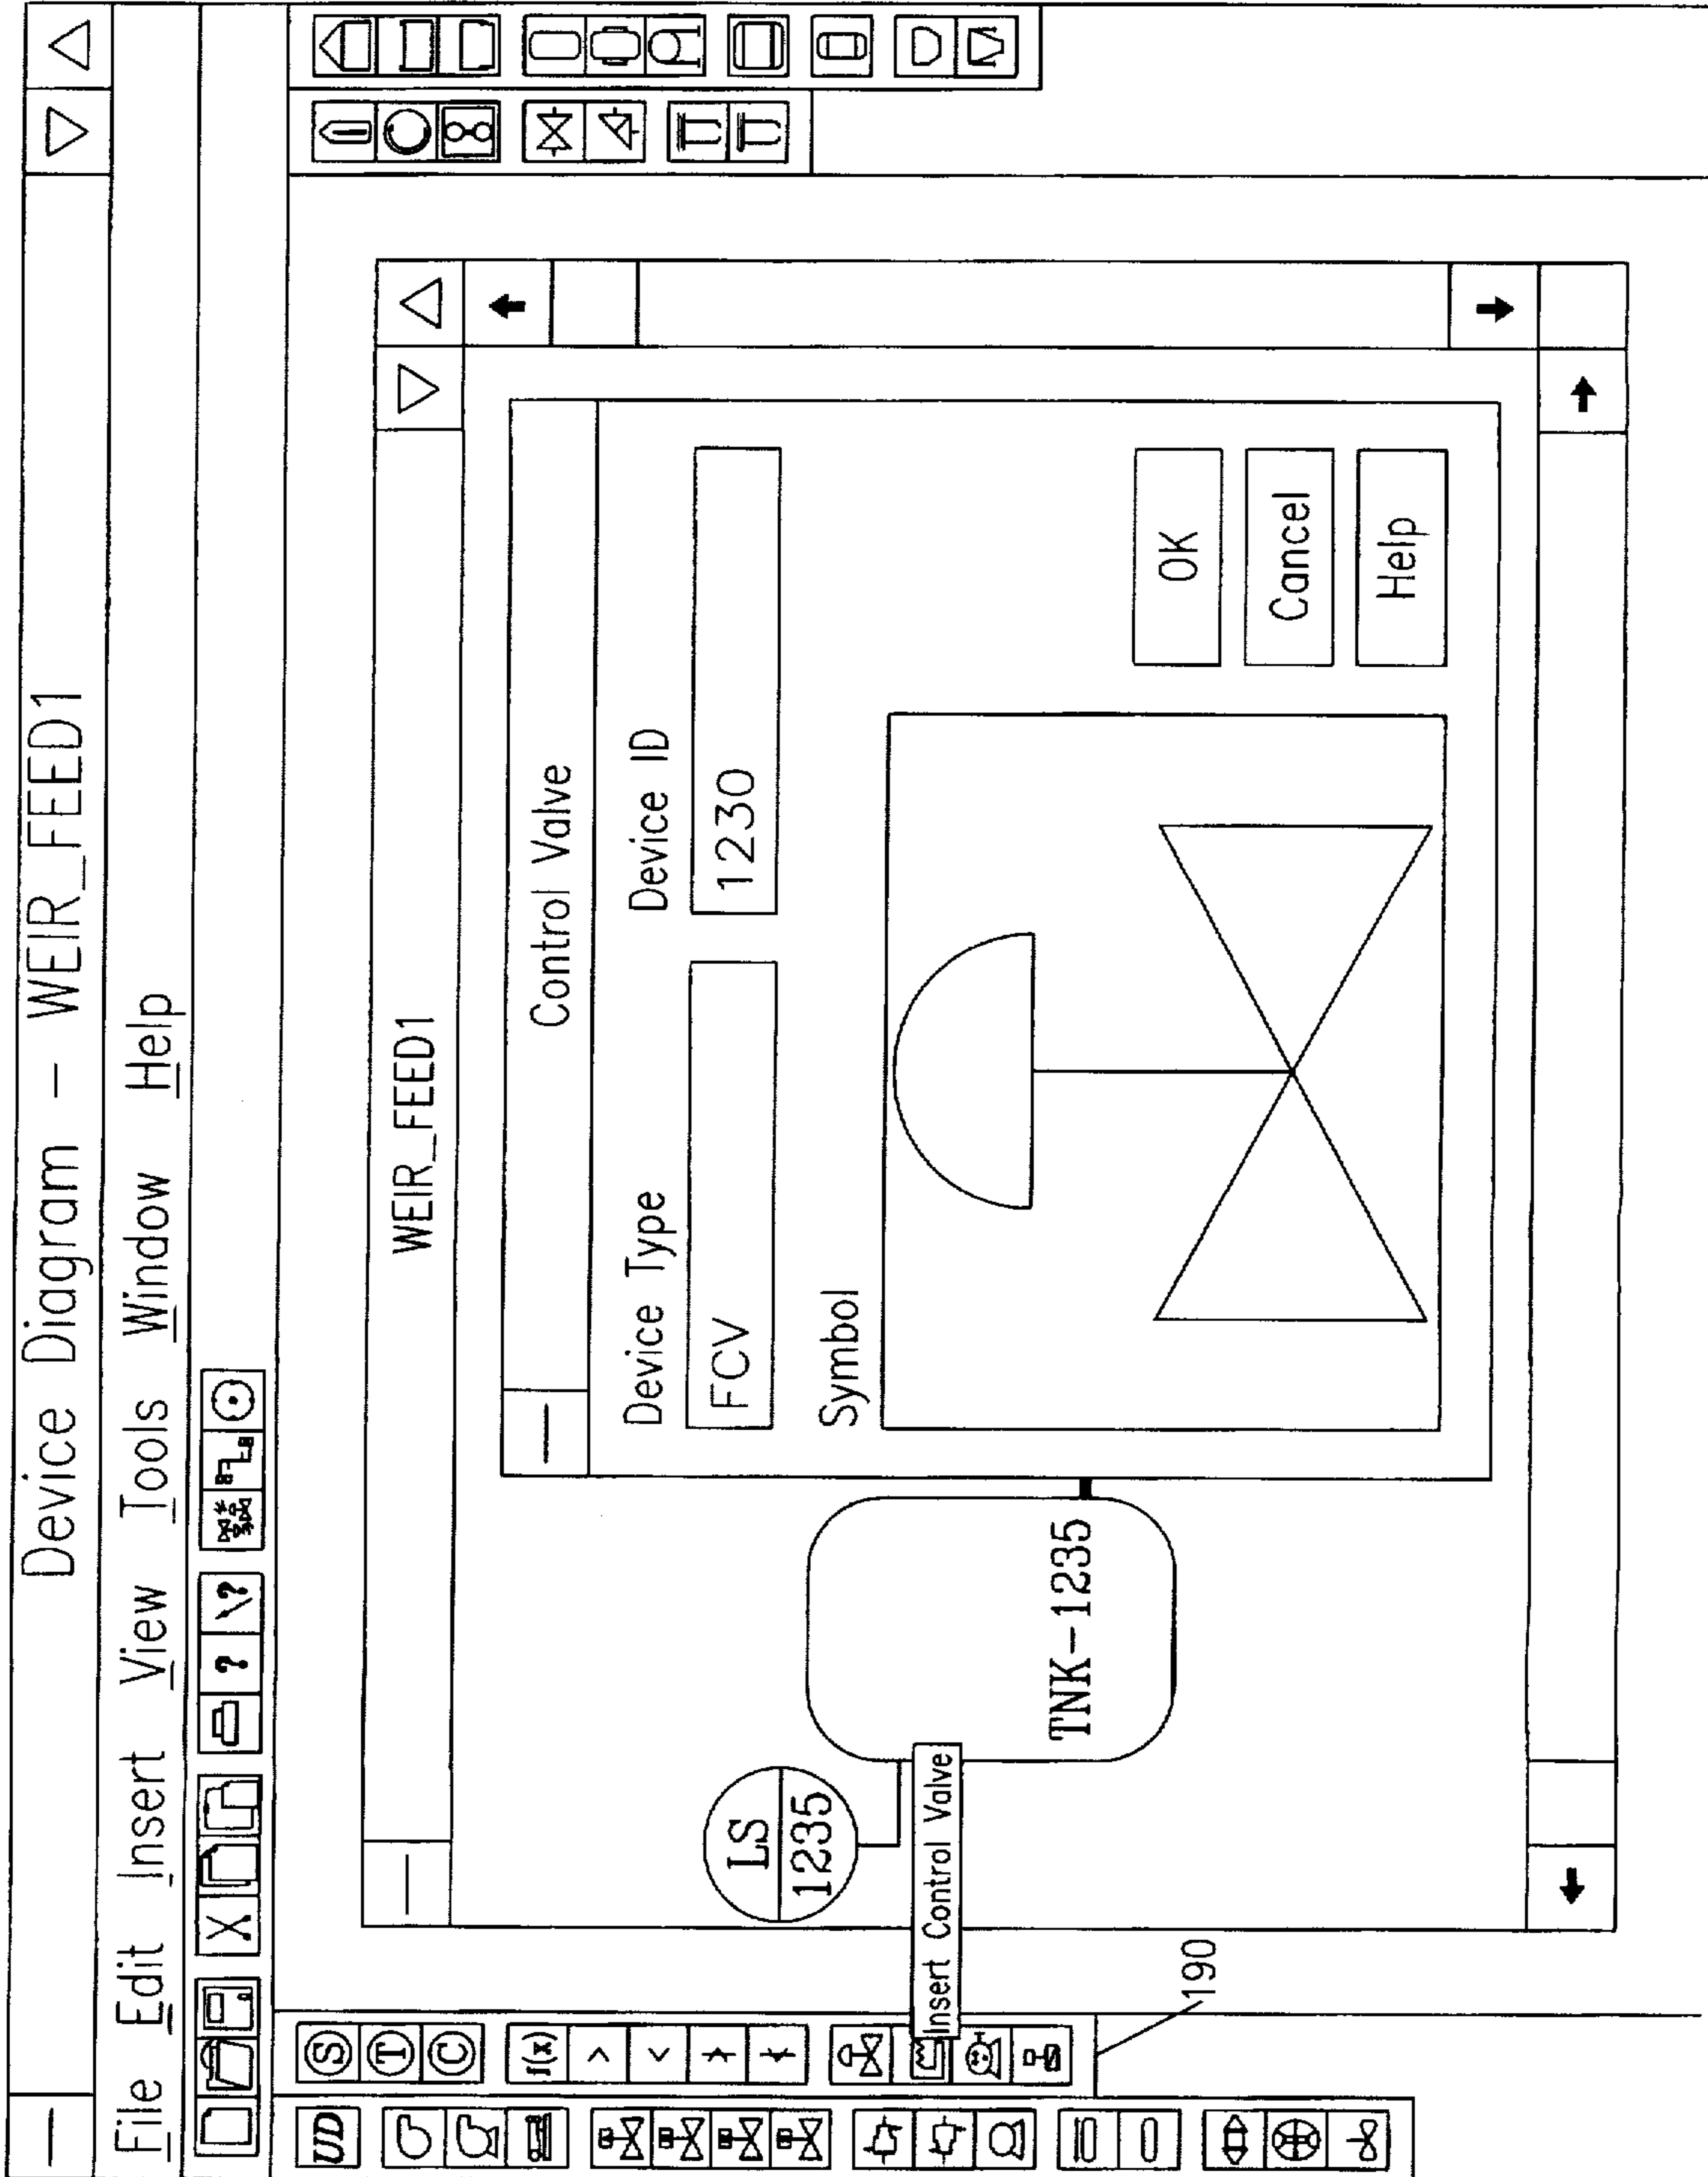 Device Diagram – WEIR_FEED1
File Edit Insert View Tools Window Help
? \?
UD
S
T
C
f(x)
>
<
WEIR_FEED1
Control Valve
Device Type Device ID
FCV 1230
Symbol
OK
Cancel
Help
LS
1235
TNK–1235
Insert Control Valve
190